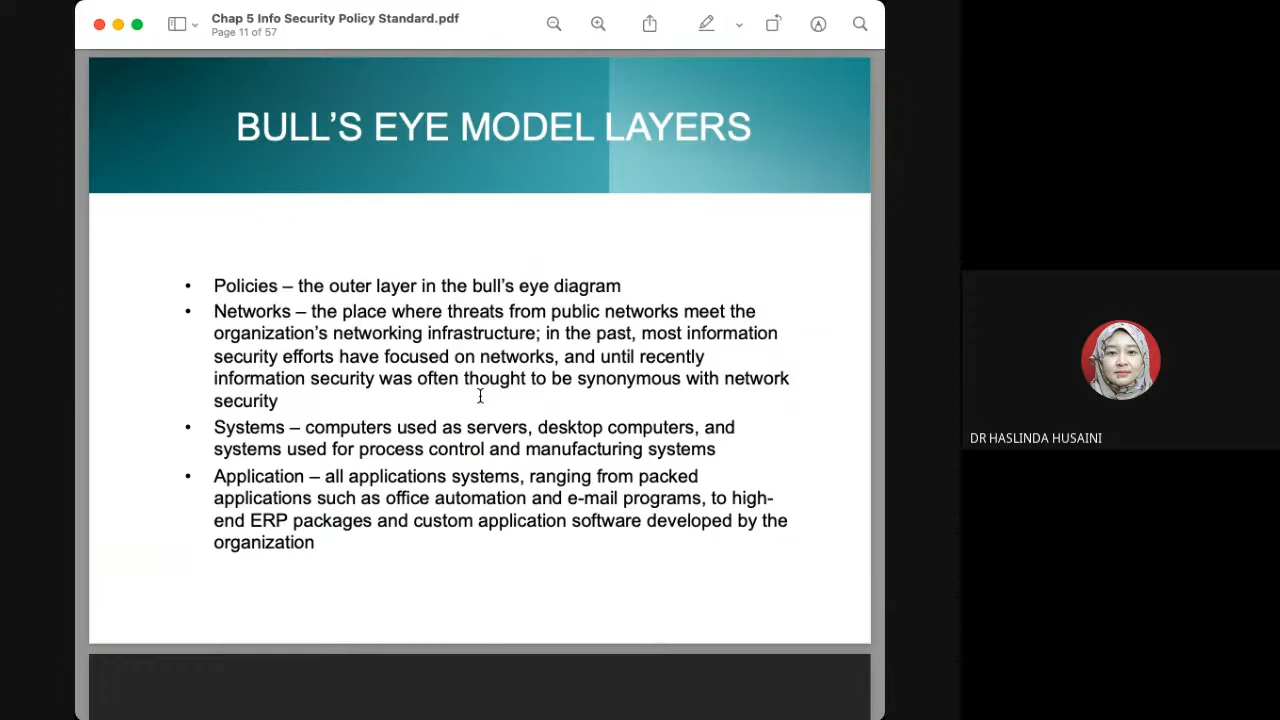 Chap 5 Info Security Policy Standard.pdf
Page 11 of 57
BULL’S EYE MODEL LAYERS
• Policies – the outer layer in the bull’s eye diagram
• Networks – the place where threats from public networks meet the
organization’s networking infrastructure; in the past, most information
security efforts have focused on networks, and until recently
information security was often thought to be synonymous with network
security
• Systems – computers used as servers, desktop computers, and
systems used for process control and manufacturing systems
• Application – all applications systems, ranging from packed
applications such as office automation and e-mail programs, to high-
end ERP packages and custom application software developed by the
organization
DR HASLINDA HUSAINI